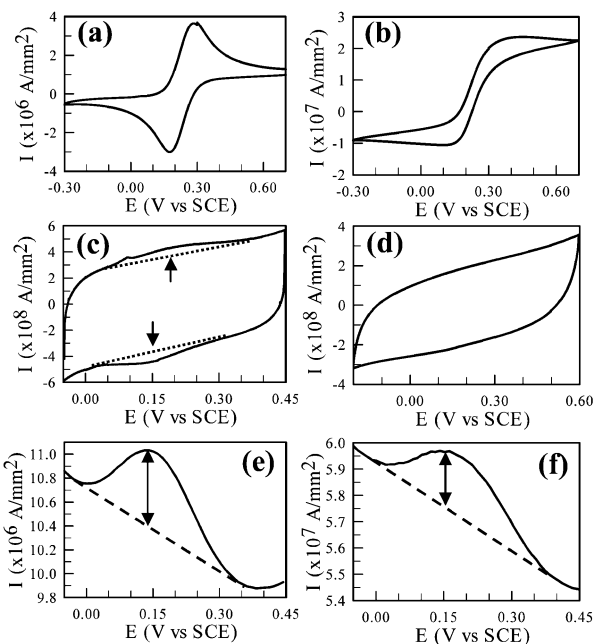 (a)
I (x10⁶ A/mm²)
4
2
0
-2
-4
-0.30 0.00 0.30 0.60
E (V vs SCE)
(b)
I (x10⁷ A/mm²)
3
2
1
0
-1
-2
-0.30 0.00 0.30 0.60
E (V vs SCE)
(c)
I (x10⁸ A/mm²)
6
4
2
0
-2
-4
-6
0.00 0.15 0.30 0.45
E (V vs SCE)
(d)
I (x10⁸ A/mm²)
4
2
0
-2
-4
0.00 0.30 0.60
E (V vs SCE)
(e)
I (x10⁶ A/mm²)
11.0
10.8
10.4
10.0
9.8
0.00 0.15 0.30 0.45
E (V vs SCE)
(f)
I (x10⁷ A/mm²)
6.0
5.9
5.8
5.6
5.5
5.4
0.00 0.15 0.30 0.45
E (V vs SCE)